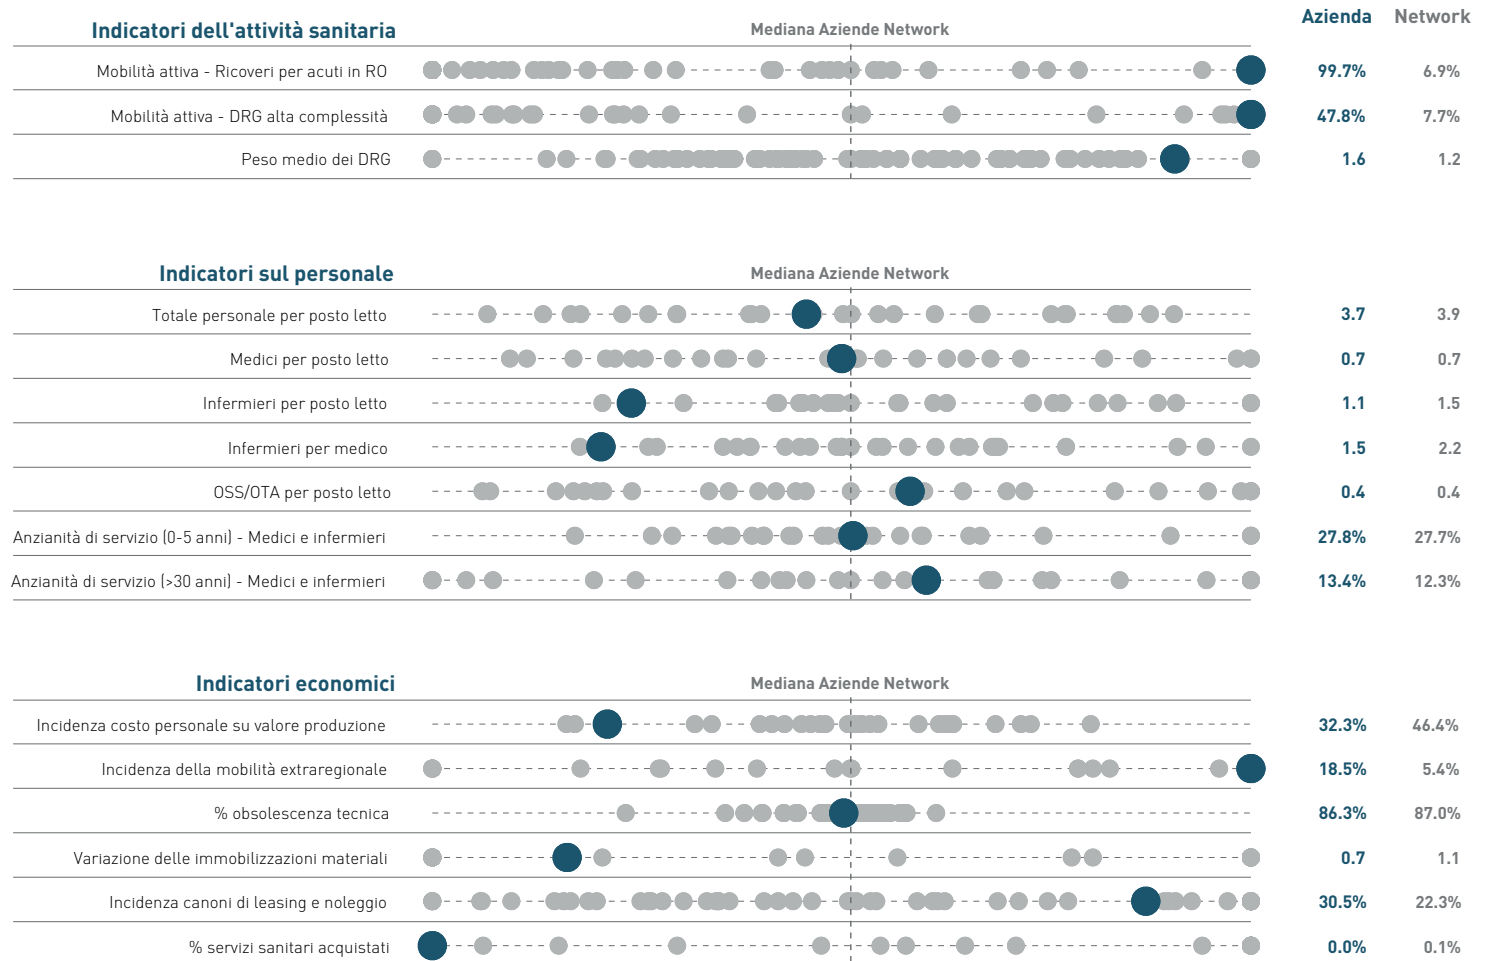 Azienda Network
Indicatori dell'attività sanitaria Mediana Aziende Network
Mobilità attiva - Ricoveri per acuti in RO 99.7% 6.9%
Mobilità attiva - DRG alta complessità 47.8% 7.7%
Peso medio dei DRG 1.6 1.2
Indicatori sul personale Mediana Aziende Network
Totale personale per posto letto 3.7 3.9
Medici per posto letto 0.7 0.7
Infermieri per posto letto 1.1 1.5
Infermieri per medico 1.5 2.2
OSS/OTA per posto letto 0.4 0.4
Anzianità di servizio (0-5 anni) - Medici e infermieri 27.8% 27.7%
Anzianità di servizio (>30 anni) - Medici e infermieri 13.4% 12.3%
Indicatori economici Mediana Aziende Network
Incidenza costo personale su valore produzione 32.3% 46.4%
Incidenza della mobilità extraregionale 18.5% 5.4%
% obsolescenza tecnica 86.3% 87.0%
Variazione delle immobilizzazioni materiali 0.7 1.1
Incidenza canoni di leasing e noleggio 30.5% 22.3%
% servizi sanitari acquistati 0.0% 0.1%